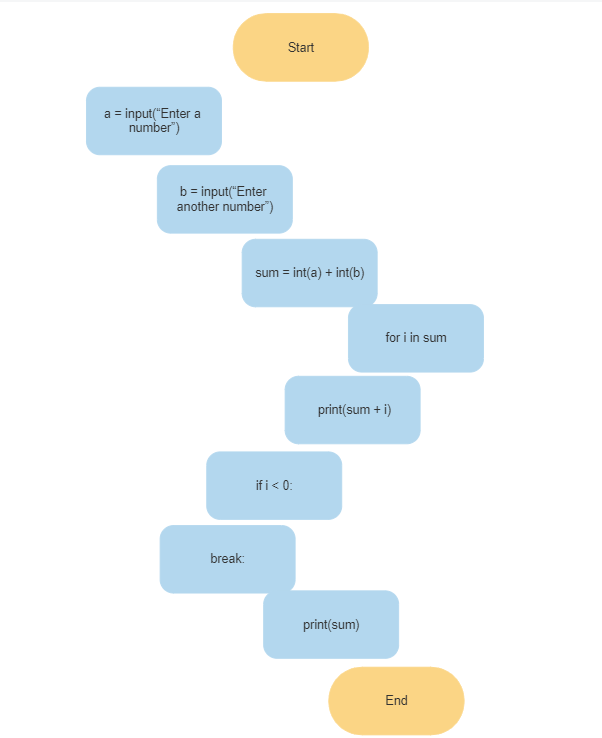 Start
a = input(“Enter a
number”)
b = input(“Enter
another number”)
sum = int(a) + int(b)
for i in sum
print(sum + i)
if i < 0:
break:
print(sum)
End